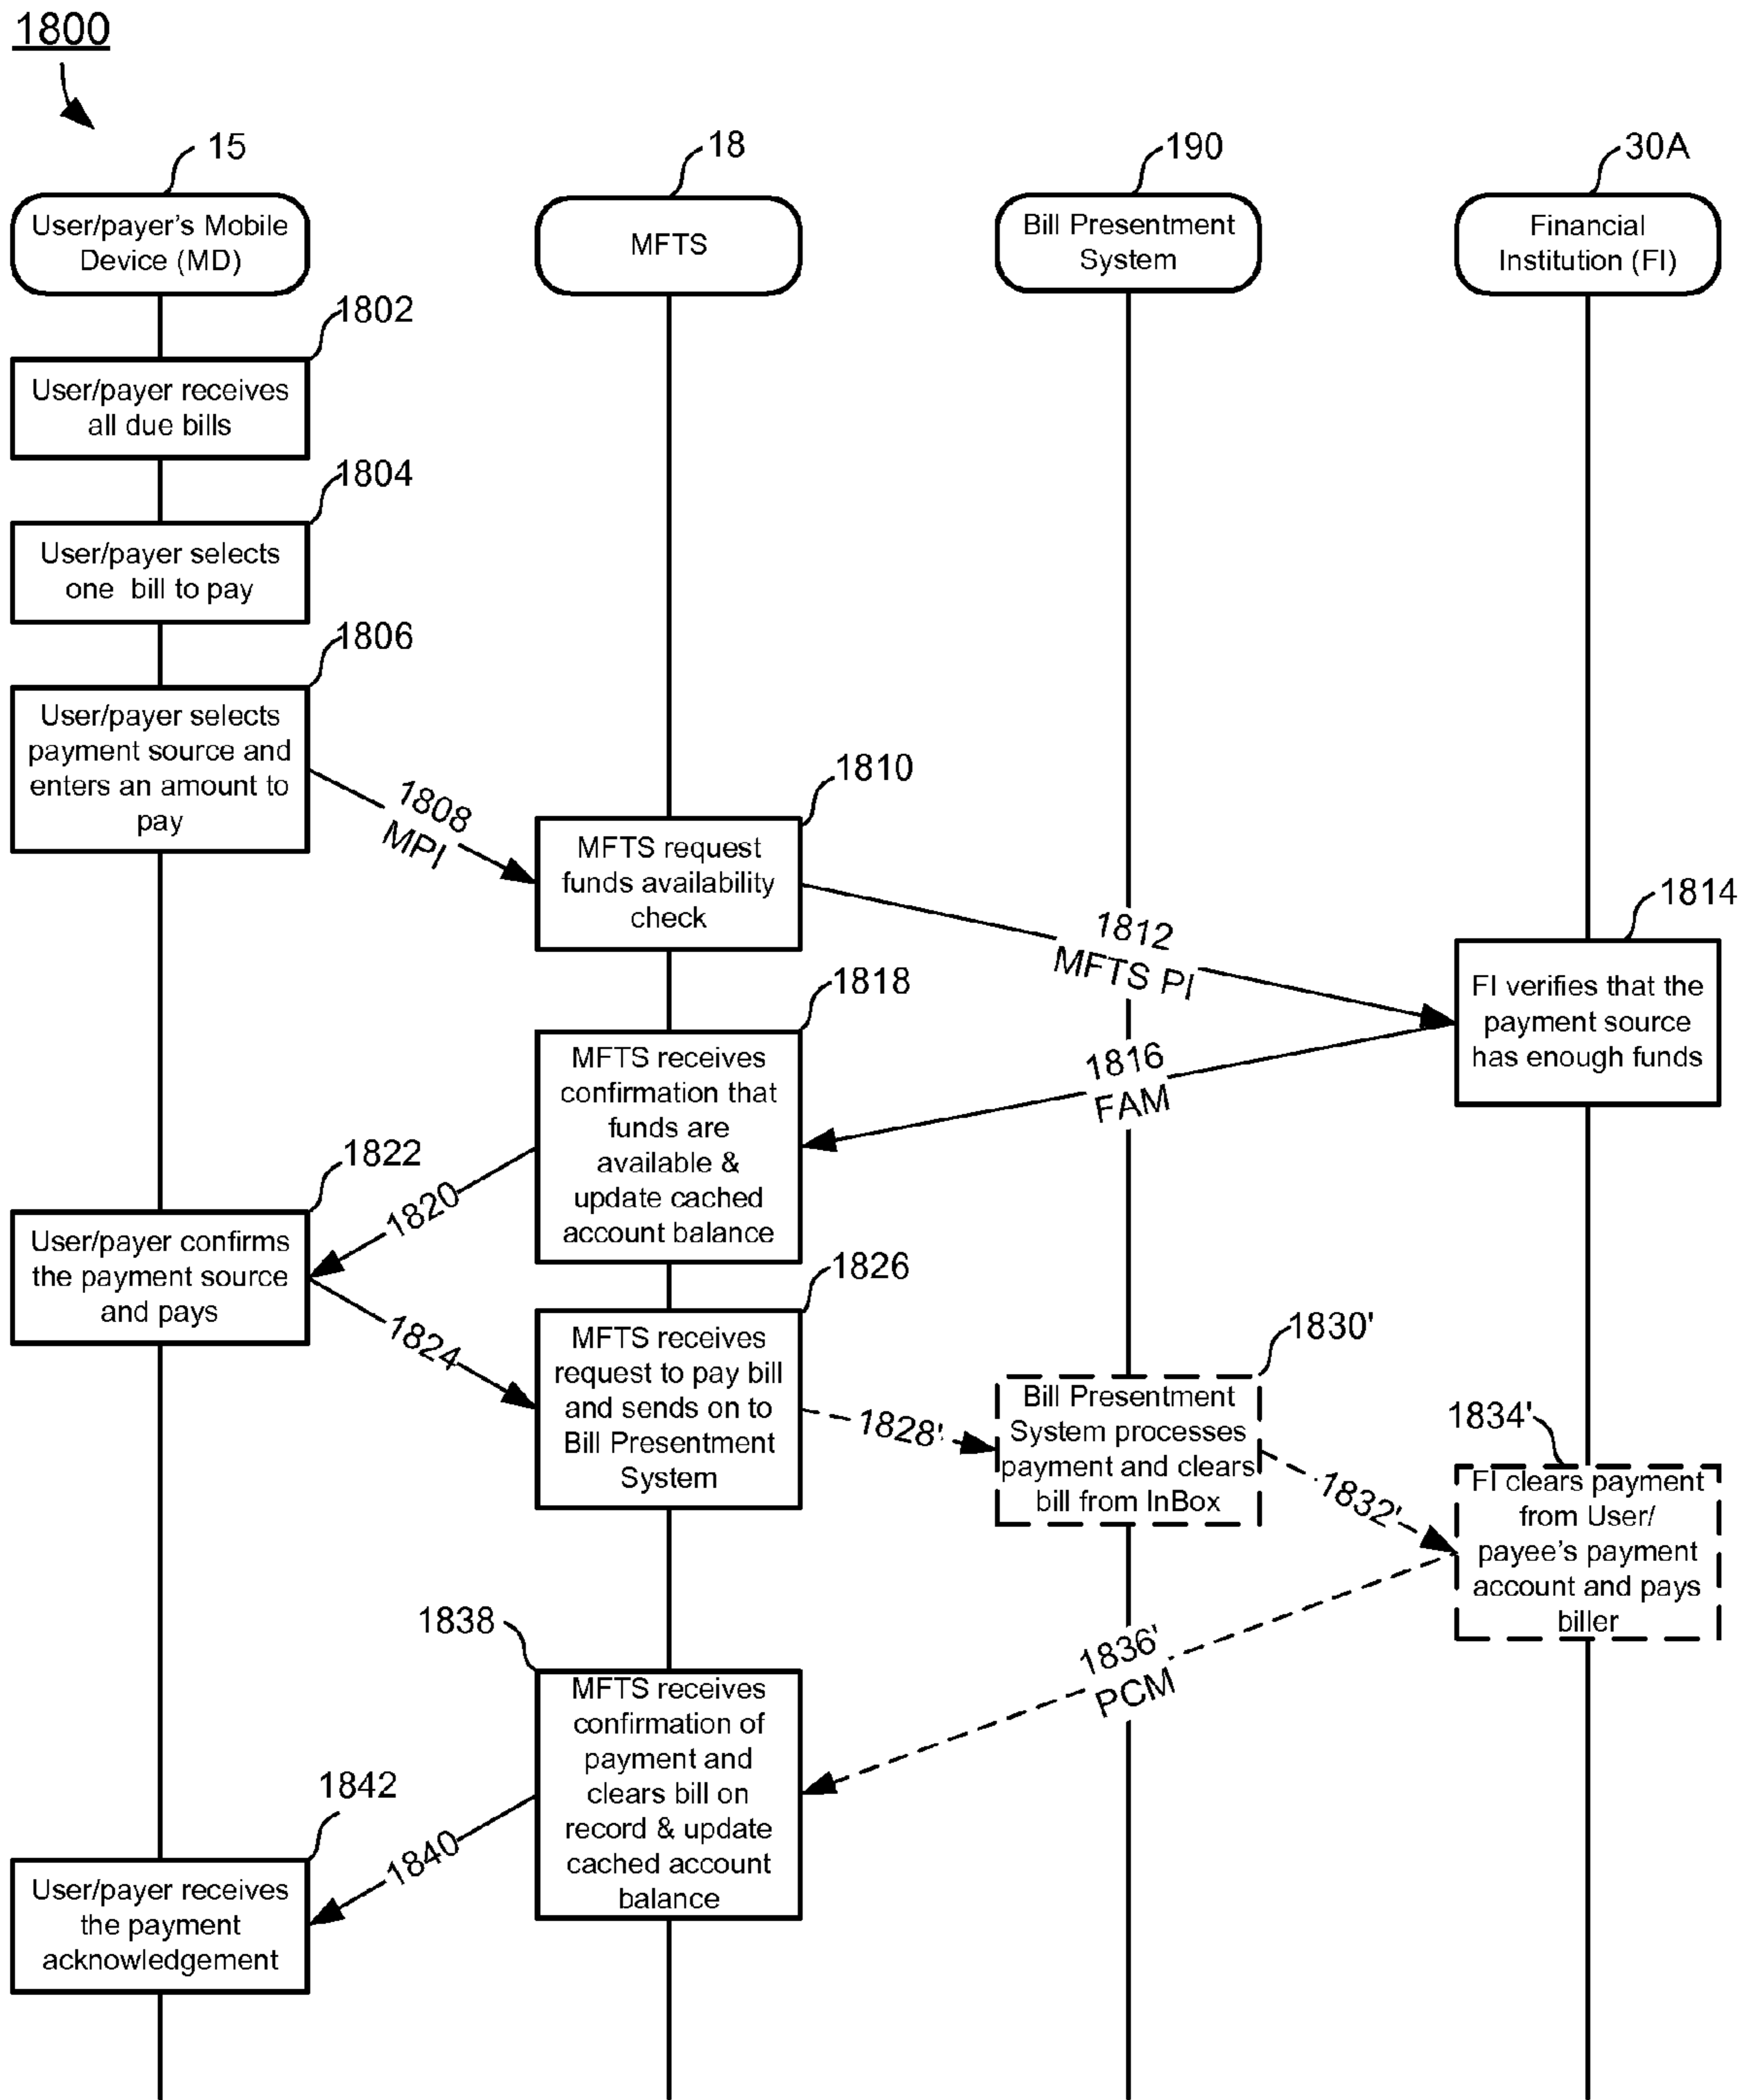 1800
15
18
190
30A
User/payer's Mobile
Device (MD)
MFTS
Bill Presentment
System
Financial
Institution (FI)
1802
User/payer receives
all due bills
1804
User/payer selects
one bill to pay
1806
User/payer selects
payment source and
enters an amount to
pay
1808
MPI
1810
MFTS request
funds availability
check
1812
MFTS PI
1814
FI verifies that the
payment source
has enough funds
1816
FAM
1818
MFTS receives
confirmation that
funds are
available &
update cached
account balance
1820
1822
User/payer confirms
the payment source
and pays
1824
1826
MFTS receives
request to pay bill
and sends on to
Bill Presentment
System
1828'
1830'
Bill Presentment
System processes
payment and clears
bill from InBox
1832'
1834'
FI clears payment
from User/
payee's payment
account and pays
biller
1836'
PCM
1838
MFTS receives
confirmation of
payment and
clears bill on
record & update
cached account
balance
1840
1842
User/payer receives
the payment
acknowledgement